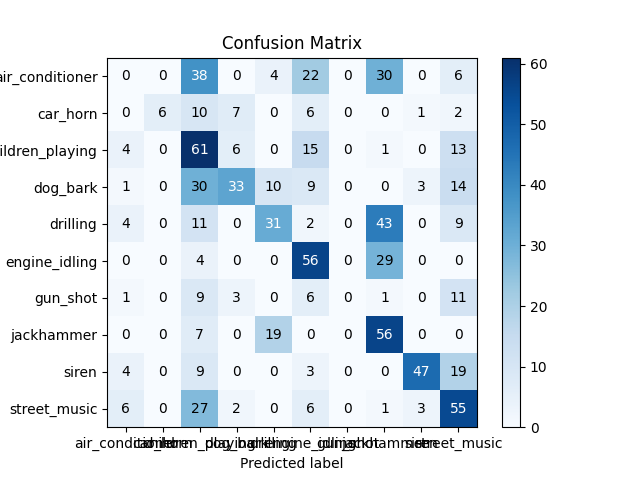 Confusion Matrix
air_conditioner 0 0 38 0 4 22 0 30 0 6
car_horn 0 6 10 7 0 6 0 0 1 2
ildren_playing 4 0 61 6 0 15 0 1 0 13
dog_bark 1 0 30 33 10 9 0 0 3 14
drilling 4 0 11 0 31 2 0 43 0 9
engine_idling 0 0 4 0 0 56 0 29 0 0
gun_shot 1 0 9 3 0 6 0 1 0 11
jackhammer 0 0 7 0 19 0 0 56 0 0
siren 4 0 9 0 0 3 0 0 47 19
street_music 6 0 27 2 0 6 0 1 3 55
street_music
Predicted label
60
50
40
30
20
10
0